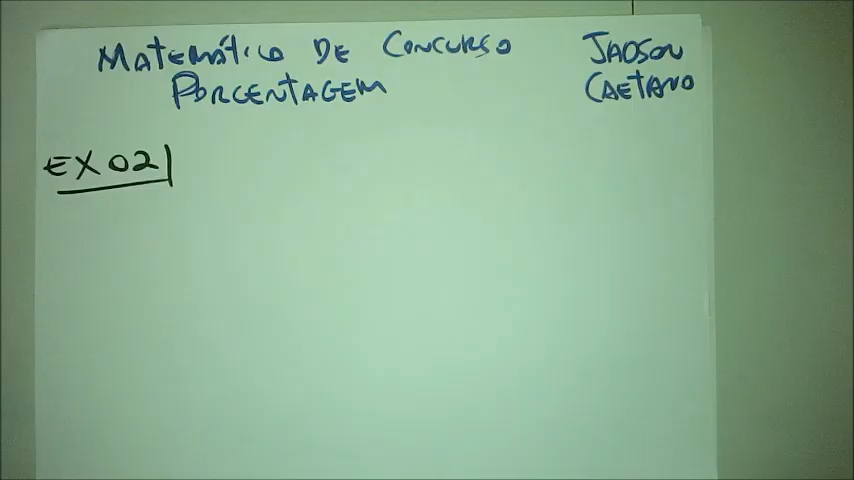 Matemática DE CONCURSO
PORCENTAGEM
JADSON
CAETANO
EX 02